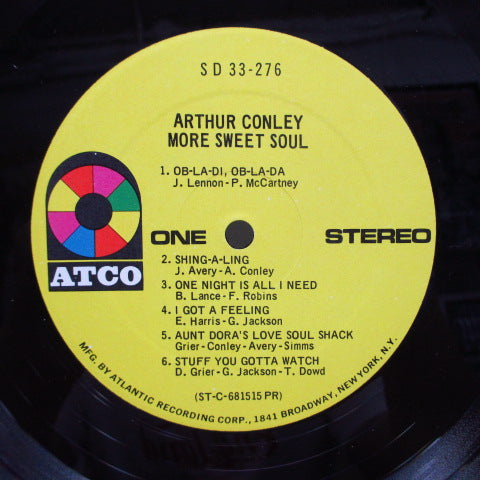 SD 33-276
ARTHUR CONLEY
MORE SWEET SOUL
1. OB-LA-DI, OB-LA-DA
J. Lennon-P. McCartney
ONE
STEREO
ATCO
2. SHING-A-LING
J. Avery-A. Conley
3. ONE NIGHT IS ALL I NEED
B. Lance-F. Robins
4. I GOT A FEELING
E. Harris-G. Jackson
5. AUNT DORA'S LOVE SOUL SHACK
Grier-Conley-Avery-Simms
6. STUFF YOU GOTTA WATCH
D. Grier-G. Jackson-T. Dowd
(ST-C-681515 PR)
MFG. BY ATLANTIC RECORDING CORP., 1841 BROADWAY, NEW YORK, N.Y.